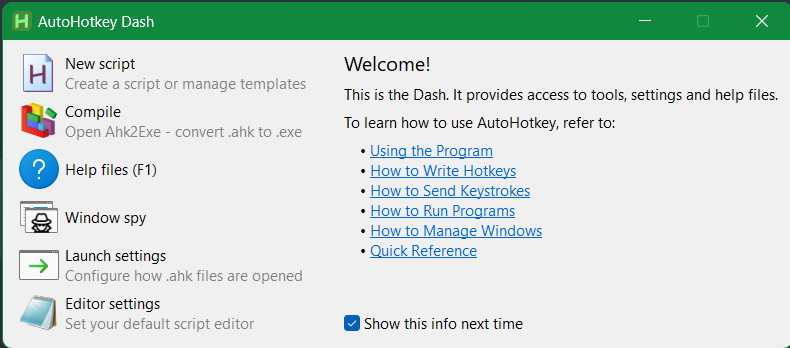 AutoHotkey Dash
New script
Create a script or manage templates
Compile
Open Ahk2Exe - convert .ahk to .exe
Help files (F1)
Window spy
Launch settings
Configure how .ahk files are opened
Editor settings
Set your default script editor
Welcome!
This is the Dash. It provides access to tools, settings and help files.
To learn how to use AutoHotkey, refer to:
• Using the Program
• How to Write Hotkeys
• How to Send Keystrokes
• How to Run Programs
• How to Manage Windows
• Quick Reference
Show this info next time